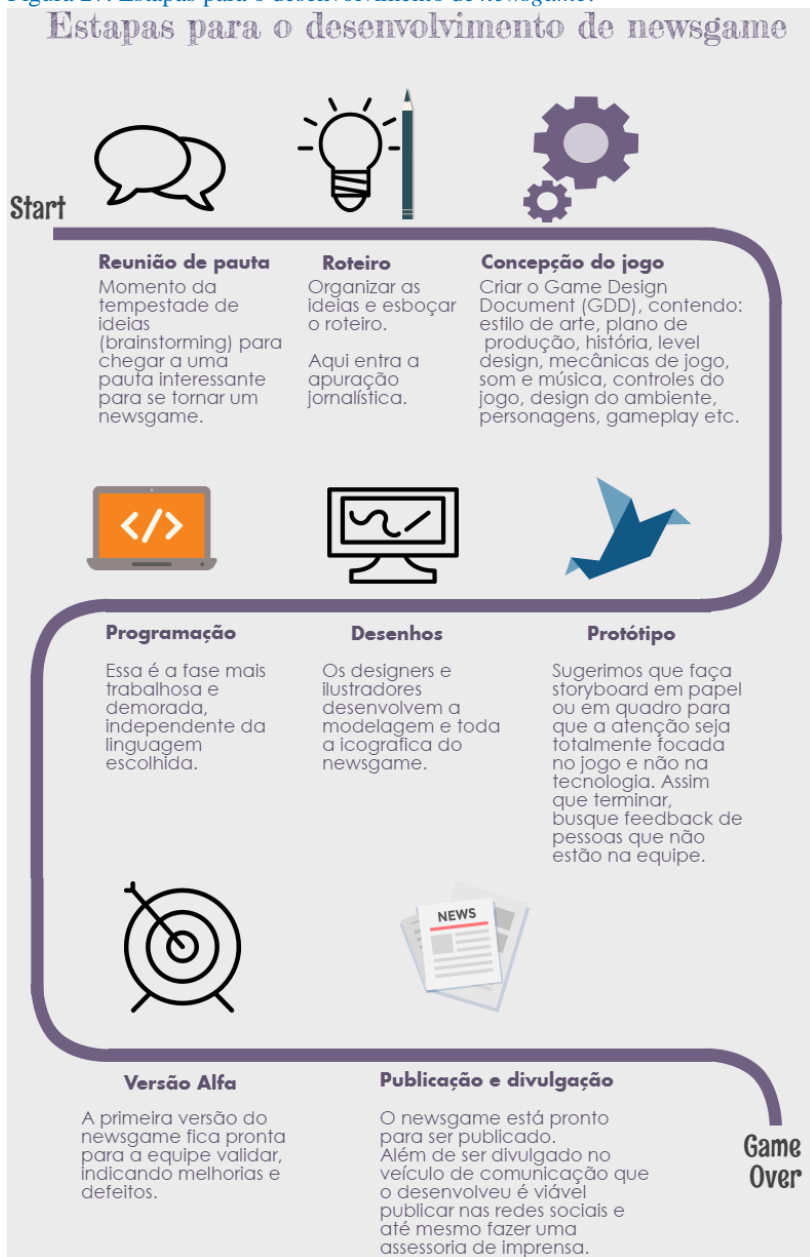 Figura 27: Estapas para o desenvolvimento de newsgame.
Estapas para o desenvolvimento de newsgame
Start
Reunião de pauta
Momento da
tempestade de
ideias
(brainstorming) para
chegar a uma
pauta interessante
para se tornar um
newsgame.
Roteiro
Organizar as
ideias e esboçar
o roteiro.
Aqui entra a
apuração
jornalística.
Concepção do jogo
Criar o Game Design
Document (GDD), contendo:
estilo de arte, plano de
produção, história, level
design, mecânicas de jogo,
som e música, controles do
jogo, design do ambiente,
personagens, gameplay etc.
</>
Protótipo
Sugerimos que faça
storyboard em papel
ou em quadro para
que a atenção seja
totalmente focada
no jogo e não na
tecnologia. Assim
que terminar,
busque feedback de
pessoas que não
estão na equipe.
Desenhos
Os designers e
ilustradores
desenvolvem a
modelagem e toda
a icografica do
newsgame.
Programação
Essa é a fase mais
trabalhosa e
demorada,
independente da
linguagem
escolhida.
NEWS
Versão Alfa
A primeira versão do
newsgame fica pronta
para a equipe validar,
indicando melhorias e
defeitos.
Publicação e divulgação
O newsgame está pronto
para ser publicado.
Além de ser divulgado no
veículo de comunicação que
o desenvolveu é viável
publicar nas redes sociais e
até mesmo fazer uma
assessoria de imprensa.
Game
Over